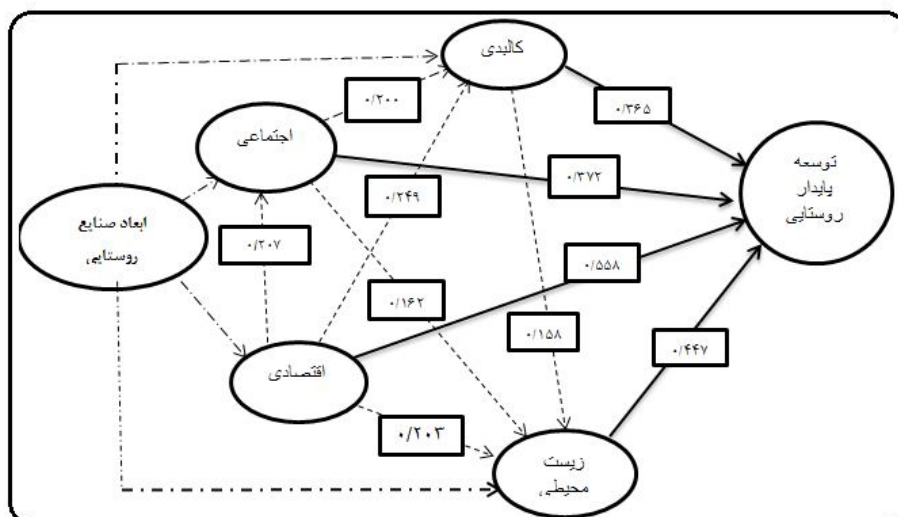 کالبدی
۰/۲۰۰
۰/۳۶۵
اجتماعی
۰/۳۷۲
توسعه
پایدار
روستایی
۰/۲۴۹
ابعاد صنایع
روستایی
۰/۲۰۷
۰/۵۵۸
۰/۱۶۲
۰/۱۵۸
۰/۴۴۷
اقتصادی
۰/۲۰۳
زیست
محیطی